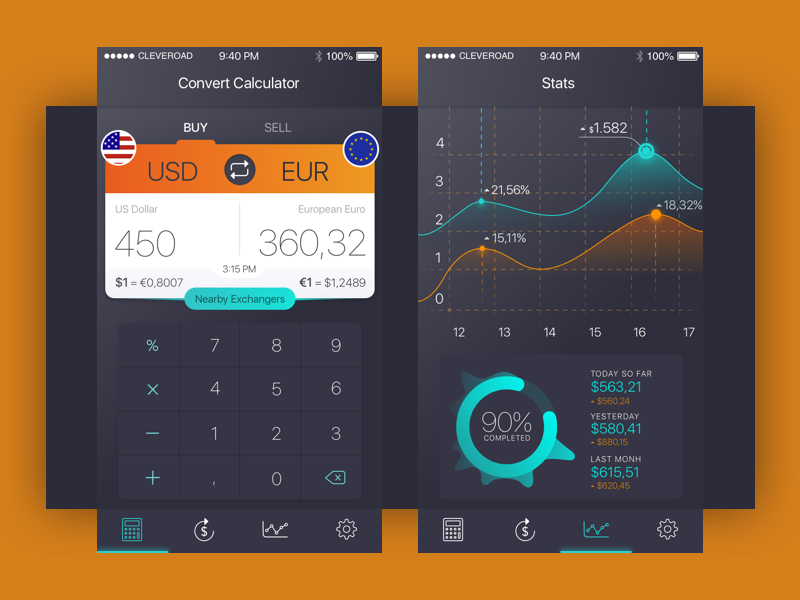 CLEVEROAD 9:40 PM 100%
Convert Calculator
BUY SELL
USD EUR
US Dollar European Euro
450 360,32
3:15 PM
$1 = €0,8007 €1 = $1,2489
Nearby Exchangers
% 7 8 9
× 4 5 6
− 1 2 3
+ , 0
CLEVEROAD 9:40 PM 100%
Stats
$1.582
4
3
21,56%
18,32%
2
15,11%
1
0
12 13 14 15 16 17
90%
COMPLETED
TODAY SO FAR
$563,21
$560,24
YESTERDAY
$580,41
$880,15
LAST MONH
$615,51
$620,45